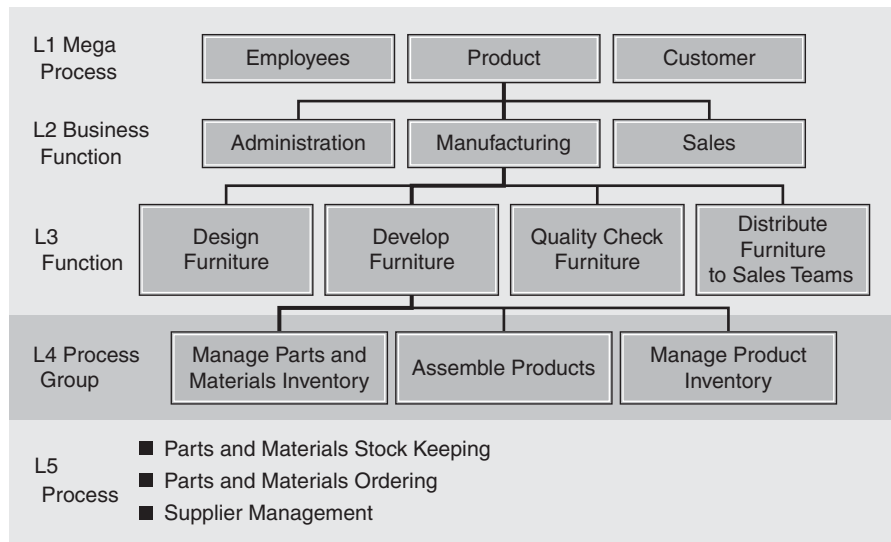 L1 Mega
Process
Employees
Product
Customer
L2 Business
Function
Administration
Manufacturing
Sales
L3
Function
Design
Furniture
Develop
Furniture
Quality Check
Furniture
Distribute
Furniture
to Sales Teams
L4 Process
Group
Manage Parts and
Materials Inventory
Assemble Products
Manage Product
Inventory
L5
Process
■ Parts and Materials Stock Keeping
■ Parts and Materials Ordering
■ Supplier Management